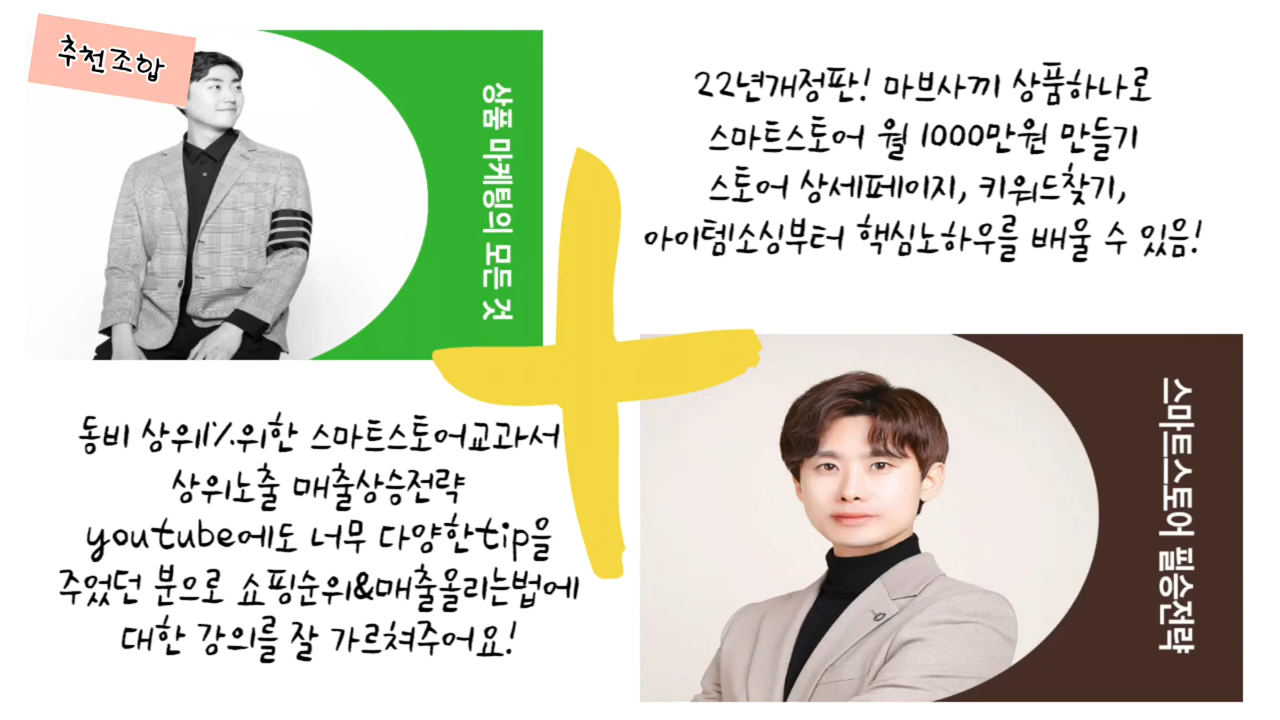 추천조합
상품 마케팅의 모든 것
22년개정판! 마브사끼 상품하나로
스마트스토어 월 1000만원 만들기
스토어 상세페이지, 키워드찾기,
아이템소싱부터 핵심노하우를 배울 수 있음!
동비 상위1%위한 스마트스토어교과서
상위노출 매출상승전략
youtube에도 너무 다양한tip을
주었던 분으로 쇼핑순위&매출올리는법에
대한 강의를 잘 가르쳐주어요!
스마트스토어 필승전략